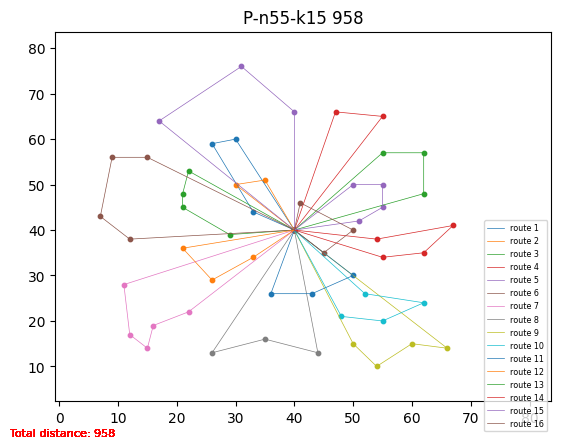 P-n55-k15 958
80
70
60
50
40
30
20
10
0 10 20 30 40 50 60 70 80
route 1
route 2
route 3
route 4
route 5
route 6
route 7
route 8
route 9
route 10
route 11
route 12
route 13
route 14
route 15
route 16
Total distance: 958